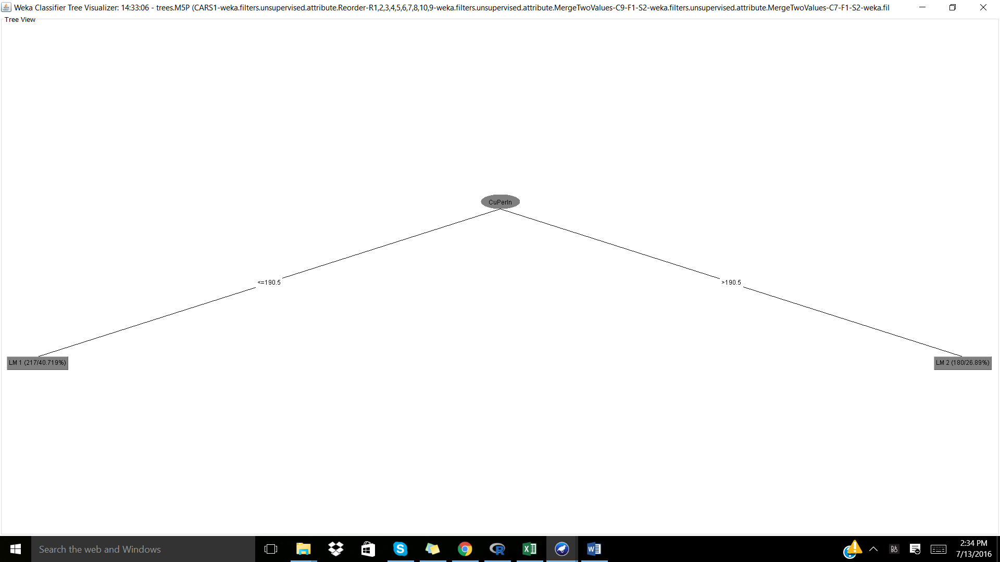 Weka Classifier Tree Visualizer: 14:33:06 - trees.M5P (CARS1-weka.filters.unsupervised.attribute.Reorder-R1,2,3,4,5,6,7,8,10,9-weka.filters.unsupervised.attribute.MergeTwoValues-C9-F1-S2-weka.filters.unsupervised.attribute.MergeTwoValues-C7-F1-S2-weka.fil
Tree View
CuPerIn
<=190.5
>190.5
LM 1 (217/40.719%)
LM 2 (180/26.89%)
Search the web and Windows
2:34 PM
7/13/2016